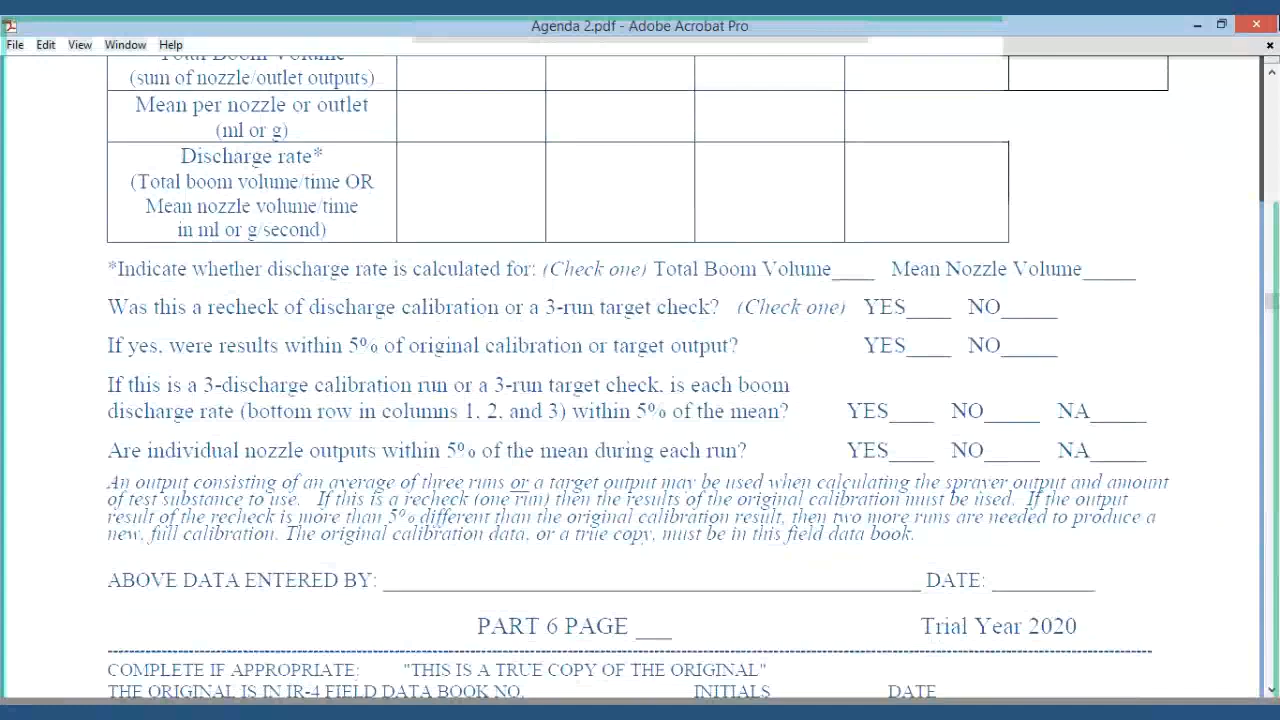 Agenda 2.pdf - Adobe Acrobat Pro
File Edit View Window Help
Total Boom Volume
(sum of nozzle/outlet outputs)
Mean per nozzle or outlet
(ml or g)
Discharge rate*
(Total boom volume/time OR
Mean nozzle volume/time
in ml or g/second)
*Indicate whether discharge rate is calculated for: (Check one) Total Boom Volume____ Mean Nozzle Volume_____
Was this a recheck of discharge calibration or a 3-run target check? (Check one) YES____ NO_____
If yes, were results within 5% of original calibration or target output? YES____ NO_____
If this is a 3-discharge calibration run or a 3-run target check, is each boom
discharge rate (bottom row in columns 1, 2, and 3) within 5% of the mean? YES____ NO_____ NA_____
Are individual nozzle outputs within 5% of the mean during each run? YES____ NO_____ NA_____
An output consisting of an average of three runs or a target output may be used when calculating the sprayer output and amount
of test substance to use. If this is a recheck (one run) then the results of the original calibration must be used. If the output
result of the recheck is more than 5% different than the original calibration result, then two more runs are needed to produce a
new, full calibration. The original calibration data, or a true copy, must be in this field data book.
ABOVE DATA ENTERED BY: ____________________ DATE: __________
PART 6 PAGE ___ Trial Year 2020
COMPLETE IF APPROPRIATE: "THIS IS A TRUE COPY OF THE ORIGINAL"
THE ORIGINAL IS IN IR-4 FIELD DATA BOOK NO. INITIALS DATE